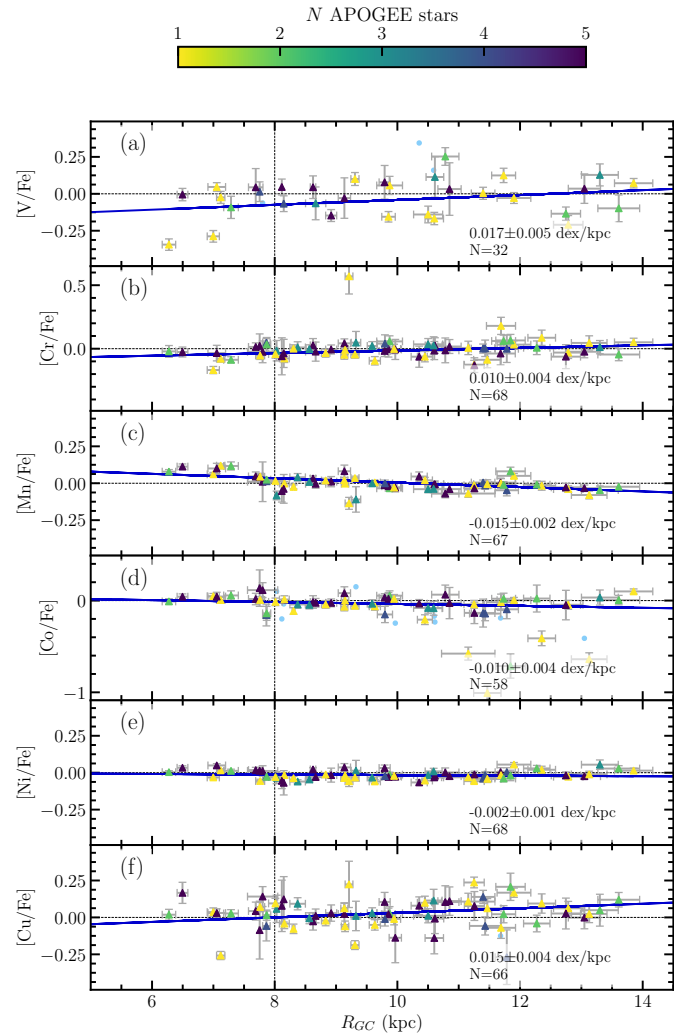 N APOGEE stars
1 2 3 4 5
(a)
[V/Fe]
0.25
0.00
−0.25
0.017±0.005 dex/kpc
N=32
(b)
[Cr/Fe]
0.5
0.0
0.010±0.004 dex/kpc
N=68
(c)
[Mn/Fe]
0.25
0.00
−0.25
-0.015±0.002 dex/kpc
N=67
(d)
[Co/Fe]
0
−1
-0.010±0.004 dex/kpc
N=58
(e)
[Ni/Fe]
0.25
0.00
−0.25
-0.002±0.001 dex/kpc
N=68
(f)
[Cu/Fe]
0.25
0.00
−0.25
0.015±0.004 dex/kpc
N=66
6 8 10 12 14
R_{GC} (kpc)